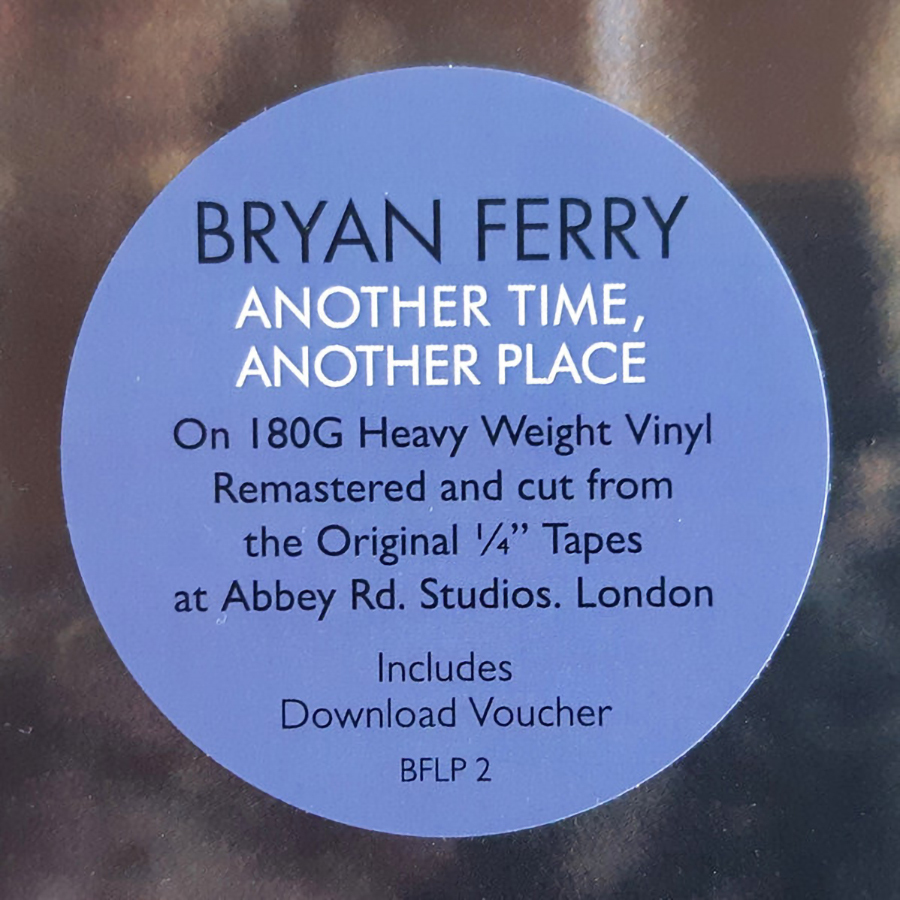 BRYAN FERRY
ANOTHER TIME,
ANOTHER PLACE
On 180G Heavy Weight Vinyl
Remastered and cut from
the Original ¼” Tapes
at Abbey Rd. Studios. London
Includes
Download Voucher
BFLP 2